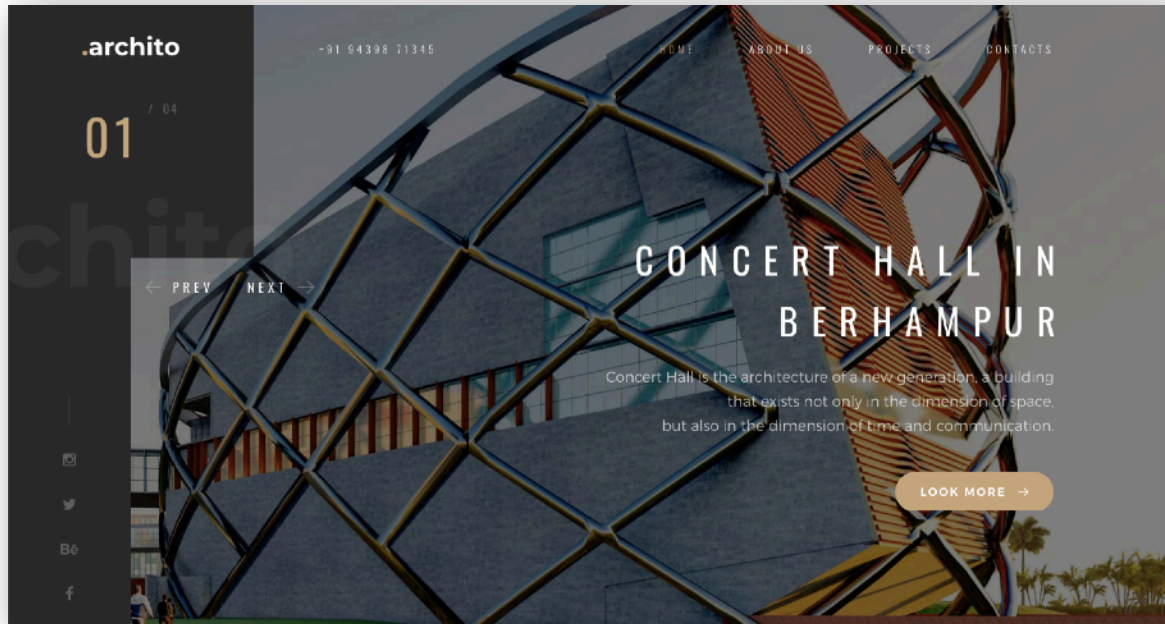 .archito
-91 94398 71345
HOME
ABOUT US
PROJECTS
CONTACTS
/ 04
01
chito
PREV
NEXT
CONCERT HALL IN
BERHAMPUR
Concert Hall is the architecture of a new generation, a building
that exists not only in the dimension of space,
but also in the dimension of time and communication.
LOOK MORE
Bē